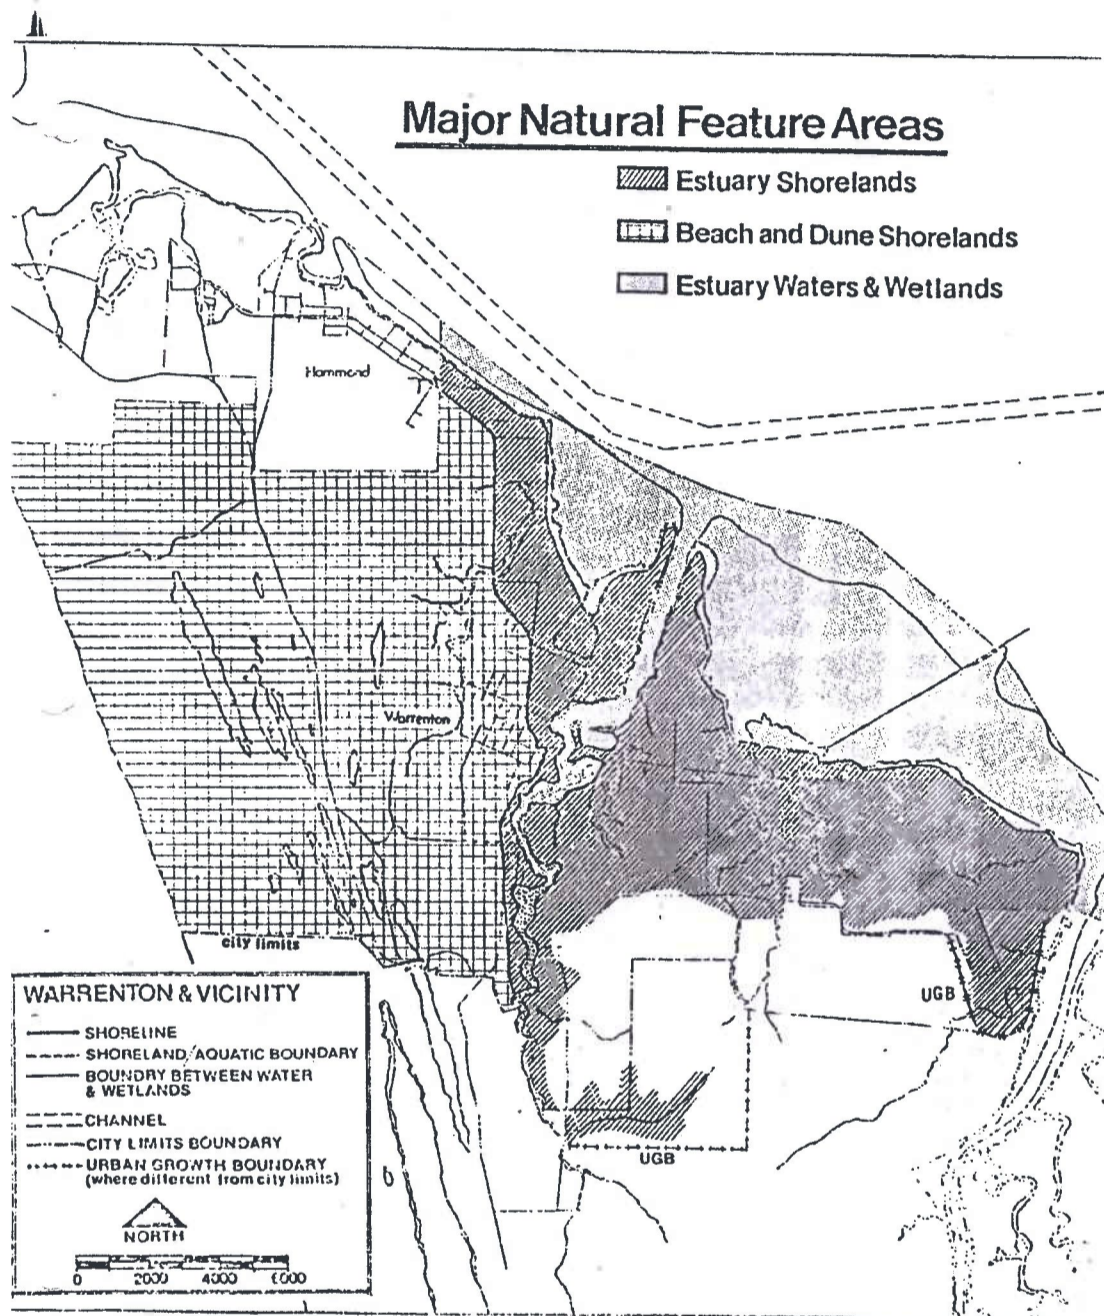 Major Natural Feature Areas
Estuary Shorelands
Beach and Dune Shorelands
Estuary Waters & Wetlands
Hammond
Warrenton
city limits
UGB
UGB
WARRENTON & VICINITY
SHORELINE
SHORELAND/AQUATIC BOUNDARY
BOUNDRY BETWEEN WATER
& WETLANDS
CHANNEL
CITY LIMITS BOUNDARY
URBAN GROWTH BOUNDARY
(where different from city limits)
NORTH
0 2000 4000 6000